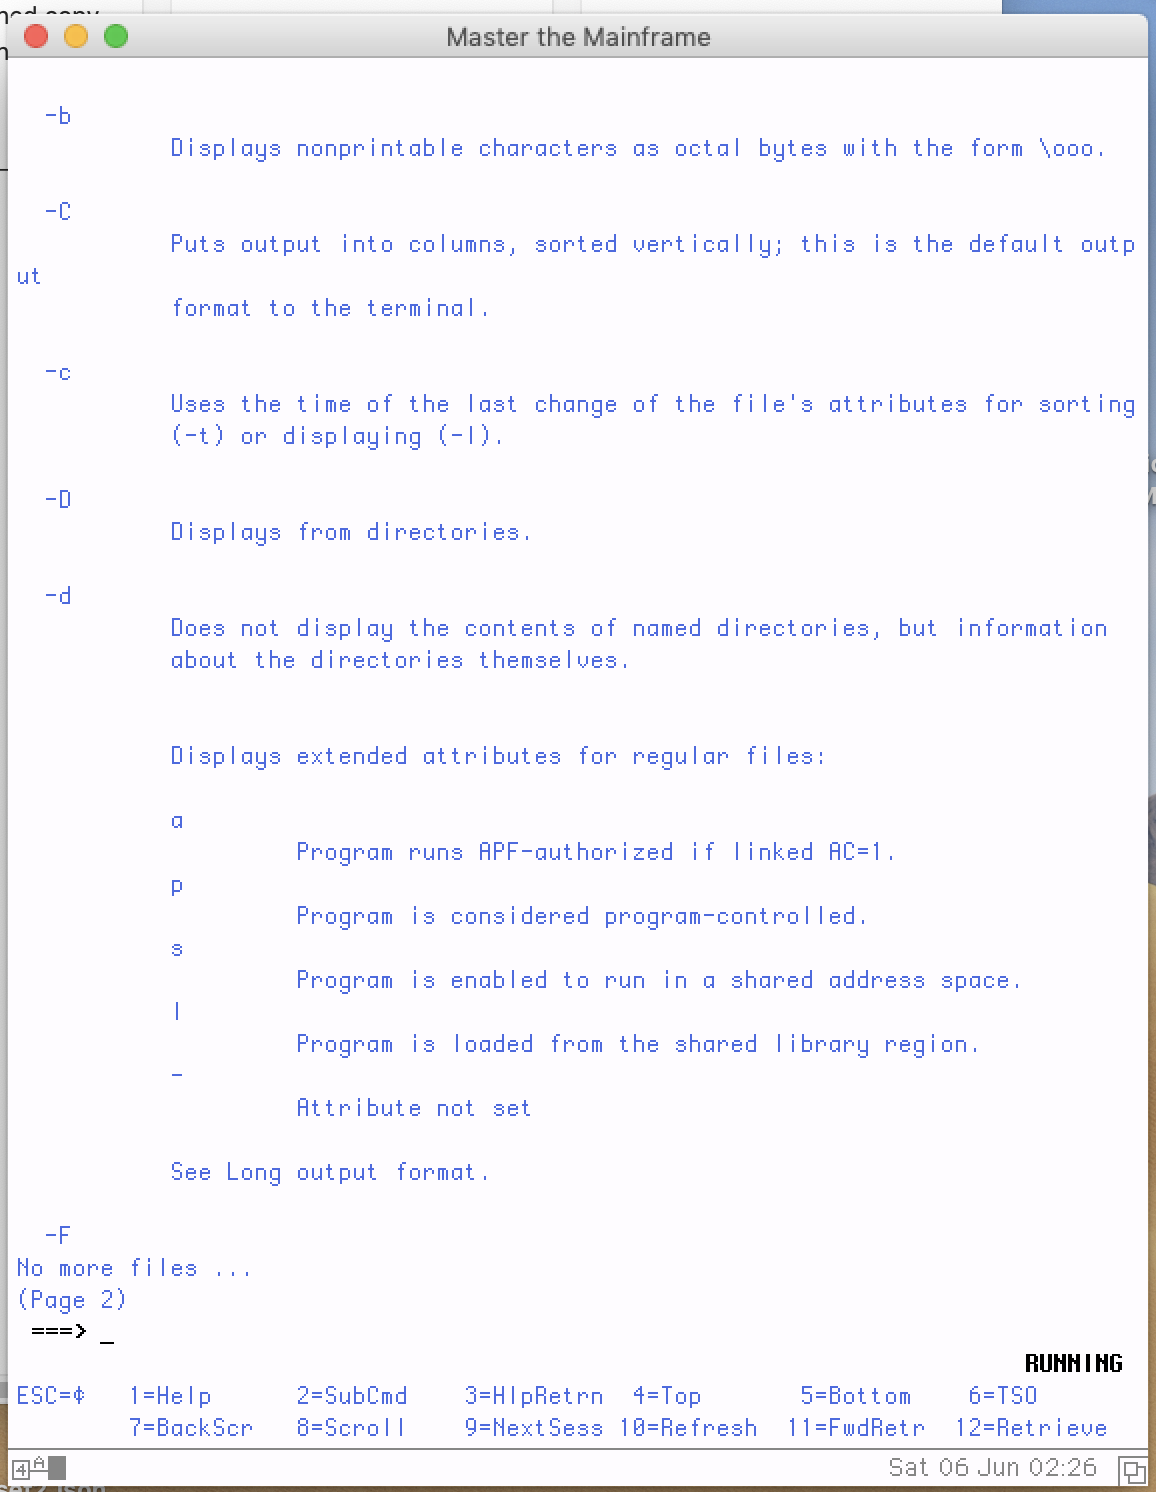 Master the Mainframe
-b
Displays nonprintable characters as octal bytes with the form \ooo.
-C
Puts output into columns, sorted vertically; this is the default outp
ut
format to the terminal.
-c
Uses the time of the last change of the file's attributes for sorting
(-t) or displaying (-l).
-D
Displays from directories.
-d
Does not display the contents of named directories, but information
about the directories themselves.
Displays extended attributes for regular files:
a
Program runs APF-authorized if linked AC=1.
p
Program is considered program-controlled.
s
Program is enabled to run in a shared address space.
l
Program is loaded from the shared library region.
-
Attribute not set
See Long output format.
-F
No more files ...
(Page 2)
===> _
RUNNING
ESC=¢ 1=Help 2=SubCmd 3=HlpRetrn 4=Top 5=Bottom 6=TSO
7=BackScr 8=Scroll 9=NextSess 10=Refresh 11=FwdRetr 12=Retrieve
4 A Sat 06 Jun 02:26